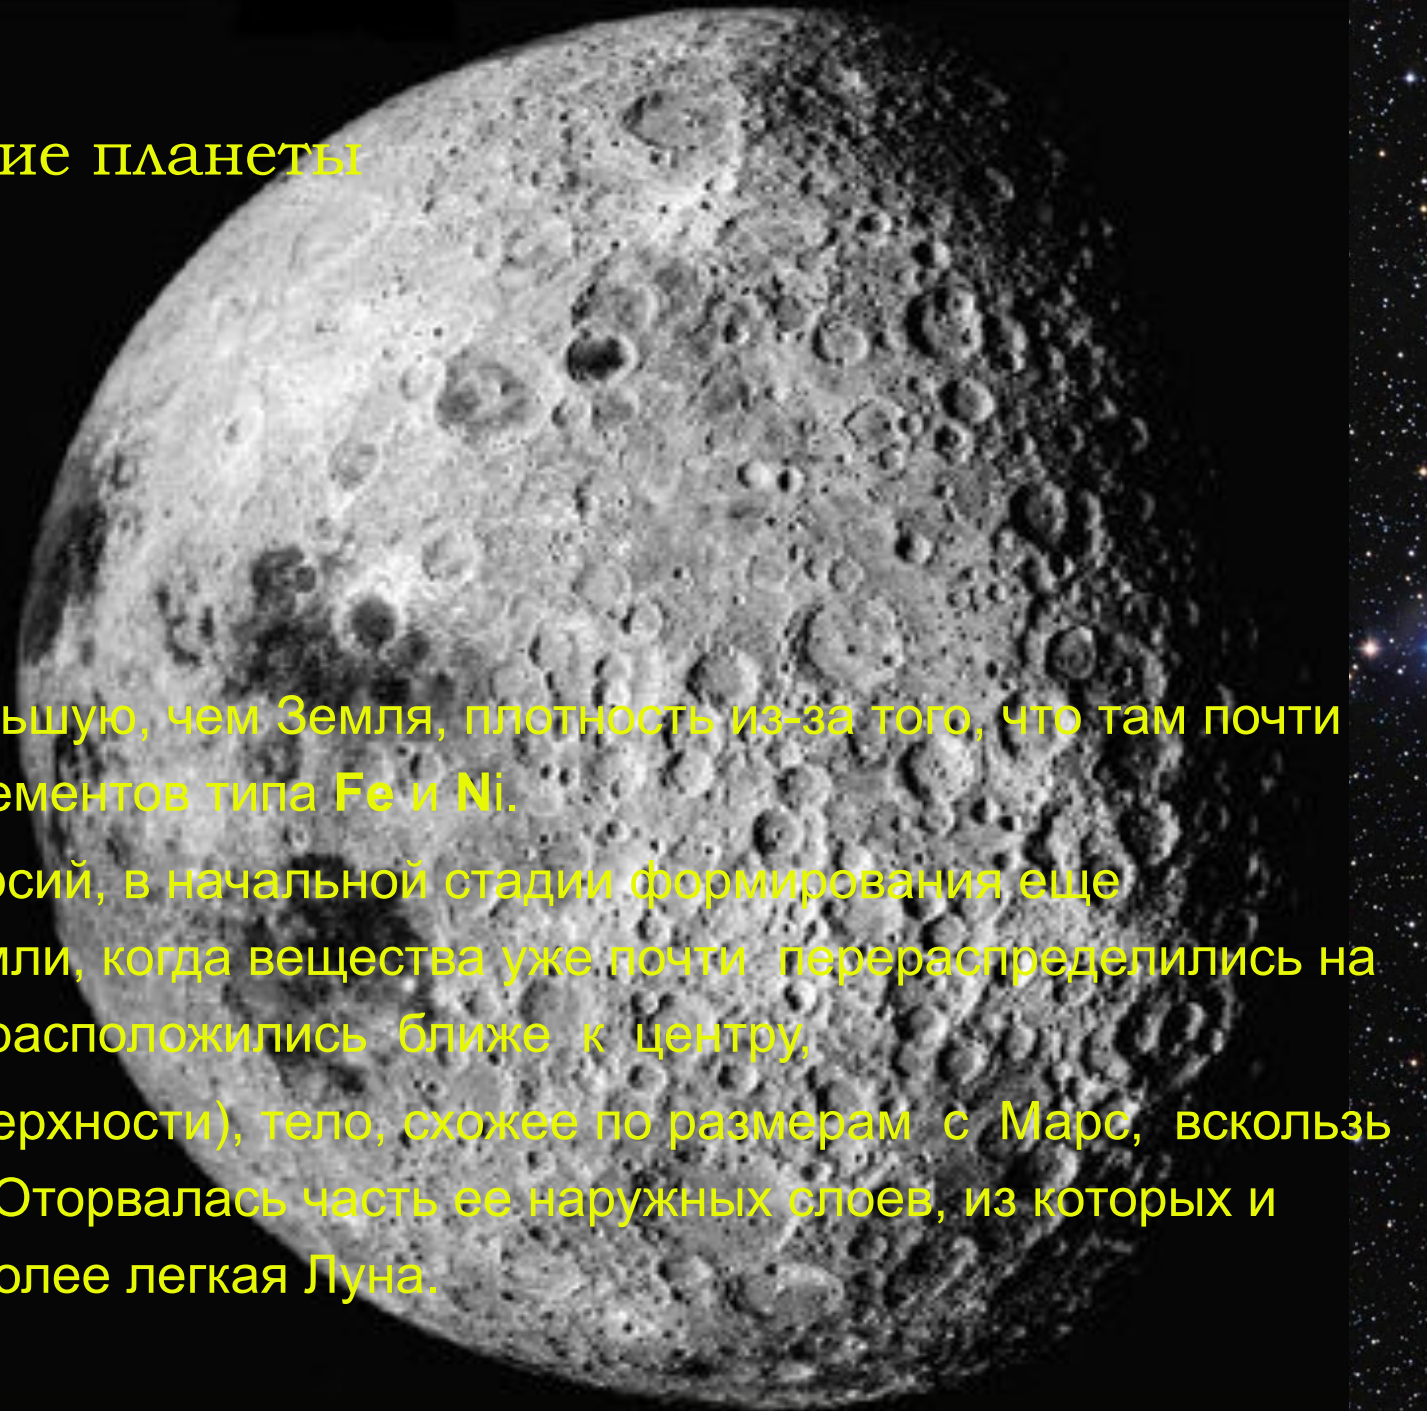 ие планеты
ьшую, чем Земля, плотность из-за того, что там почти
ементов типа Fe и Ni.
рсий, в начальной стадии формирования еще
мли, когда вещества уже почти перераспределились на
расположились ближе к центру,
ерхности), тело, схожее по размерам с Марс, вскользь
Оторвалась часть ее наружных слоев, из которых и
олее легкая Луна.